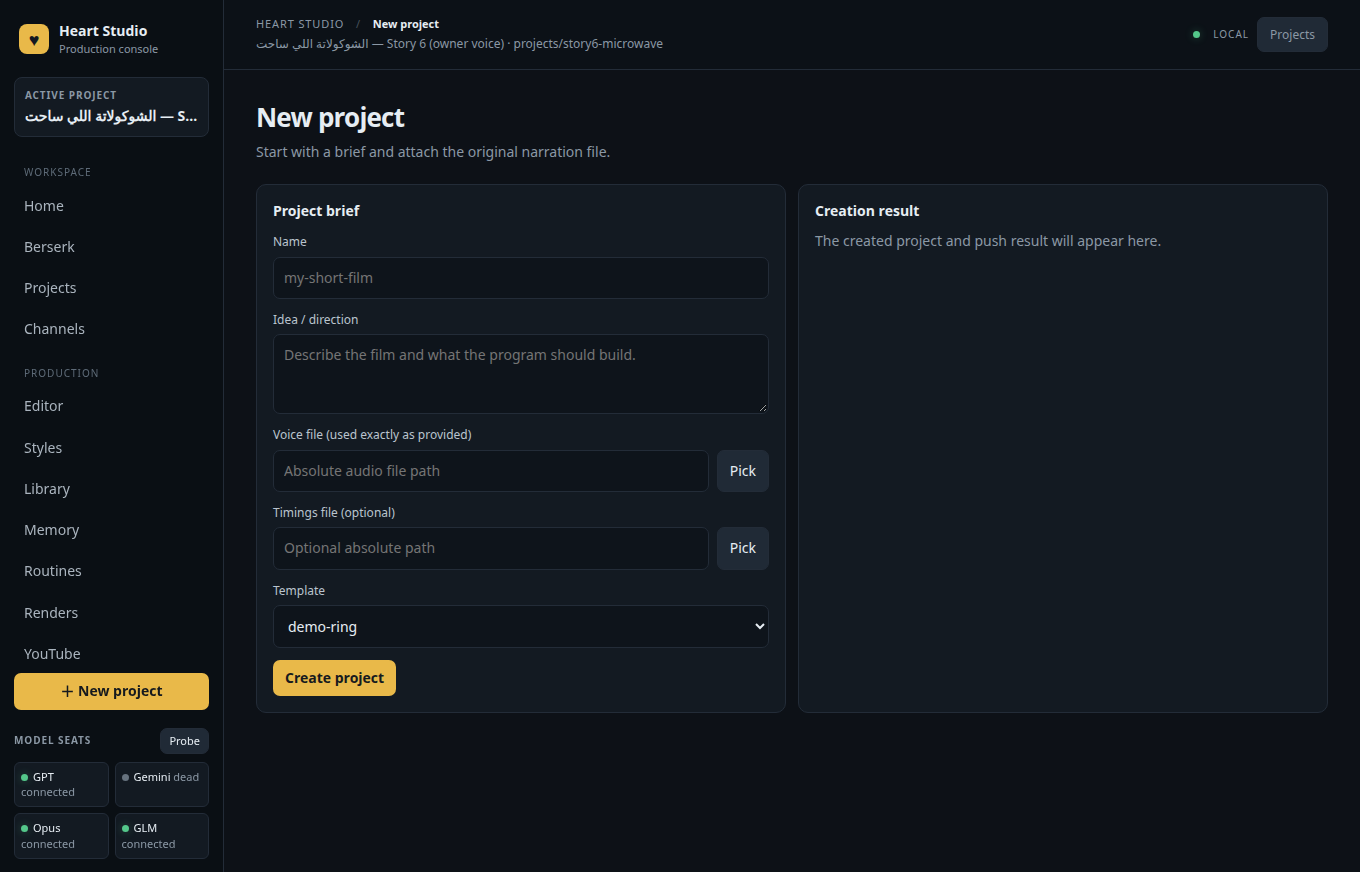 ♥
Heart Studio
Production console
ACTIVE PROJECT
الشوكولاتة اللي ساحت — S...
WORKSPACE
Home
Berserk
Projects
Channels
PRODUCTION
Editor
Styles
Library
Memory
Routines
Renders
YouTube
+ New project
MODEL SEATS
Probe
GPT
connected
Gemini dead
Opus
connected
GLM
connected
HEART STUDIO / New project
الشوكولاتة اللي ساحت — Story 6 (owner voice) · projects/story6-microwave
LOCAL
Projects
New project
Start with a brief and attach the original narration file.
Project brief
Name
my-short-film
Idea / direction
Describe the film and what the program should build.
Voice file (used exactly as provided)
Absolute audio file path
Pick
Timings file (optional)
Optional absolute path
Pick
Template
demo-ring
Create project
Creation result
The created project and push result will appear here.